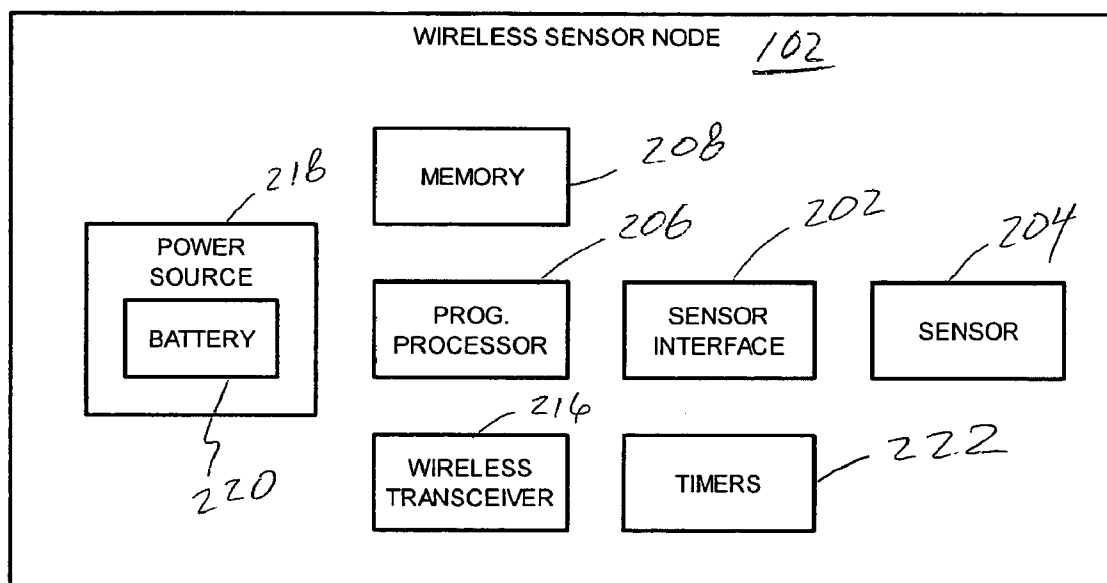 WIRELESS SENSOR NODE 102
MEMORY 208
218
POWER
SOURCE
BATTERY
220
206
PROG.
PROCESSOR
202
SENSOR
INTERFACE
204
SENSOR
216
WIRELESS
TRANSCEIVER
TIMERS 222